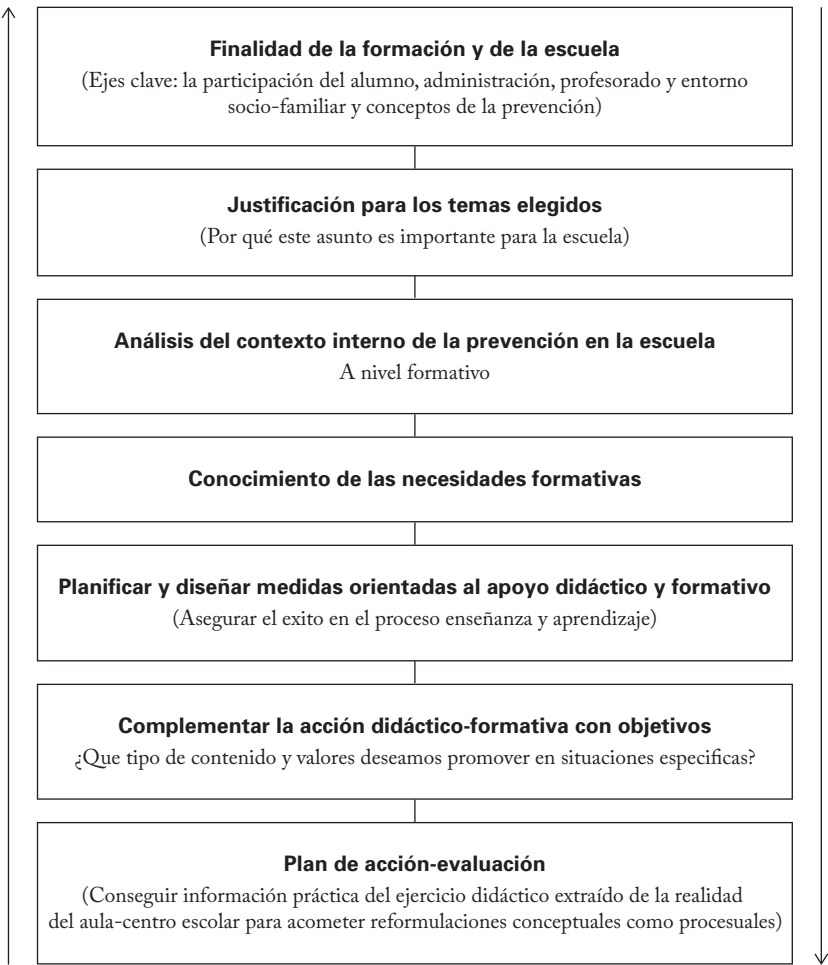 Finalidad de la formación y de la escuela
(Ejes clave: la participación del alumno, administración, profesorado y entorno
socio-familiar y conceptos de la prevención)
Justificación para los temas elegidos
(Por qué este asunto es importante para la escuela)
Análisis del contexto interno de la prevención en la escuela
A nivel formativo
Conocimiento de las necesidades formativas
Planificar y diseñar medidas orientadas al apoyo didáctico y formativo
(Asegurar el exito en el proceso enseñanza y aprendizaje)
Complementar la acción didáctico-formativa con objetivos
¿Que tipo de contenido y valores deseamos promover en situaciones especificas?
Plan de acción-evaluación
(Conseguir información práctica del ejercicio didáctico extraído de la realidad
del aula-centro escolar para acometer reformulaciones conceptuales como procesuales)